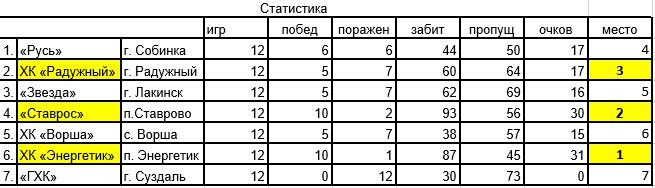 Статистика
игр побед поражен забит пропущ очков место
1. «Русь» г. Собинка 12 6 6 44 50 17 4
2. ХК «Радужный» г. Радужный 12 5 7 60 64 17 3
3. «Звезда» г. Лакинск 12 5 7 62 69 16 5
4. «Ставрос» п.Ставрово 12 10 2 93 56 30 2
5. ХК «Ворша» с. Ворша 12 5 7 38 57 15 6
6. ХК «Энергетик» п. Энергетик 12 10 1 87 45 31 1
7. «ГХК» г. Суздаль 12 0 12 30 73 0 7